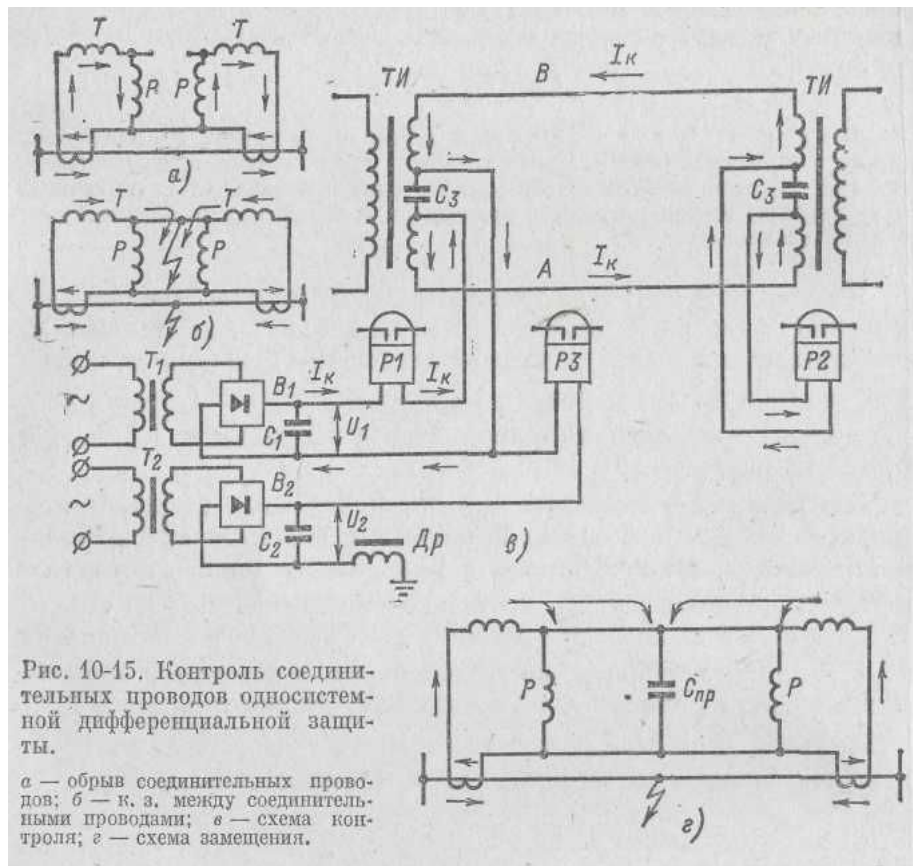 T T
P P
а)
T T
P P
б)
ТИ B Iк ТИ
C3 C3
A Iк
P1 P3 P2
T1 B1 Iк Iк
~ C1 U1
T2 B2
~ C2 U2 Др в)
Рис. 10-15. Контроль соедини-
тельных проводов односистем-
ной дифференциальной защи-
ты.
а — обрыв соединительных прово-
дов; б — к. з. между соединитель-
ными проводами; в — схема кон-
троля; г — схема замещения.
P Cпр P
г)